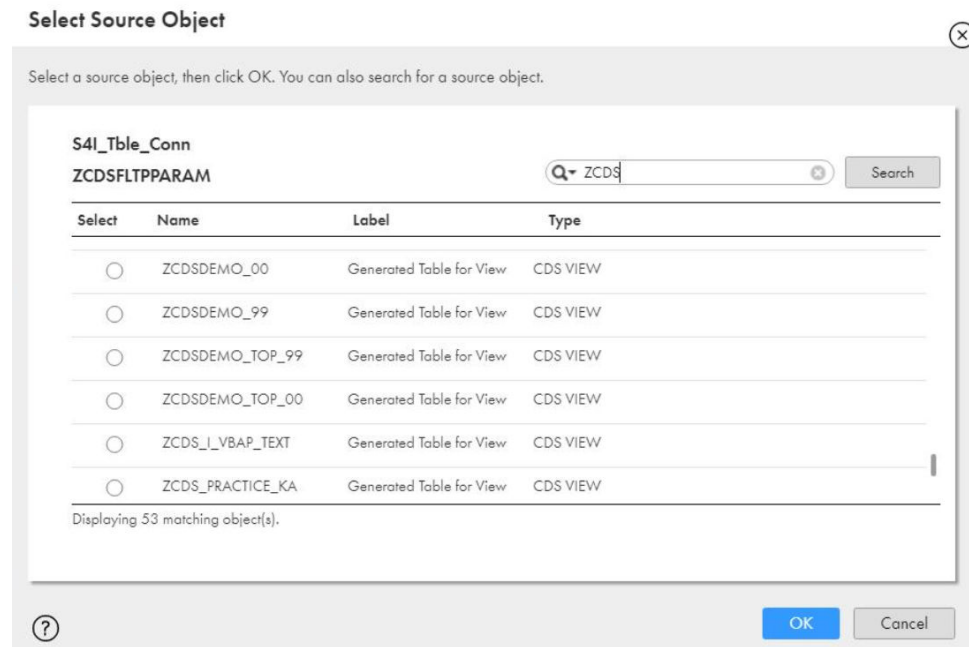 Select Source Object
Select a source object, then click OK. You can also search for a source object.
S4I_Tble_Conn
ZCDSFLTPPARAM
ZCDS
Search
Select Name Label Type
ZCDSDEMO_00 Generated Table for View CDS VIEW
ZCDSDEMO_99 Generated Table for View CDS VIEW
ZCDSDEMO_TOP_99 Generated Table for View CDS VIEW
ZCDSDEMO_TOP_00 Generated Table for View CDS VIEW
ZCDS_I_VBAP_TEXT Generated Table for View CDS VIEW
ZCDS_PRACTICE_KA Generated Table for View CDS VIEW
Displaying 53 matching object(s).
?
OK Cancel